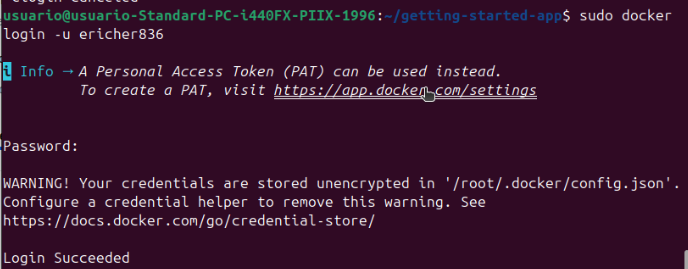 usuario@usuario-Standard-PC-i440FX-PIIX-1996:~/getting-started-app$ sudo docker
login -u ericher836
i Info → A Personal Access Token (PAT) can be used instead.
To create a PAT, visit https://app.docker.com/settings
Password:
WARNING! Your credentials are stored unencrypted in '/root/.docker/config.json'.
Configure a credential helper to remove this warning. See
https://docs.docker.com/go/credential-store/
Login Succeeded